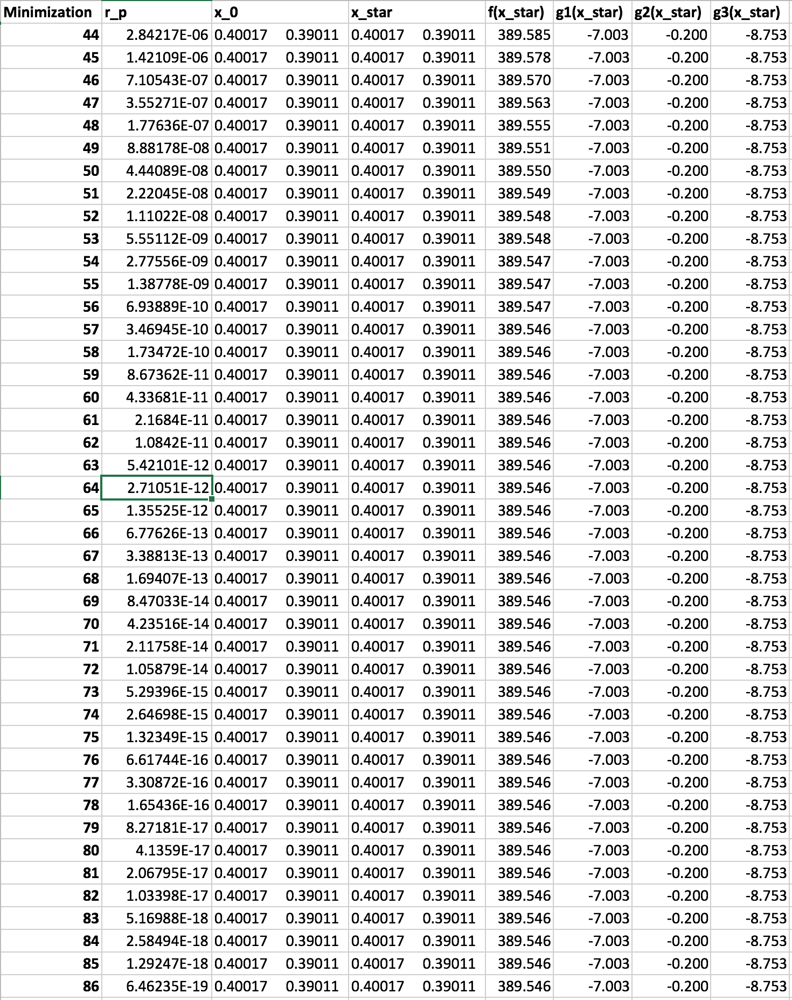 Minimization r_p x_0 x_star f(x_star) g1(x_star) g2(x_star) g3(x_star)
44 2.84217E-06 0.40017 0.39011 0.40017 0.39011 389.585 -7.003 -0.200 -8.753
45 1.42109E-06 0.40017 0.39011 0.40017 0.39011 389.578 -7.003 -0.200 -8.753
46 7.10543E-07 0.40017 0.39011 0.40017 0.39011 389.570 -7.003 -0.200 -8.753
47 3.55271E-07 0.40017 0.39011 0.40017 0.39011 389.563 -7.003 -0.200 -8.753
48 1.77636E-07 0.40017 0.39011 0.40017 0.39011 389.555 -7.003 -0.200 -8.753
49 8.88178E-08 0.40017 0.39011 0.40017 0.39011 389.551 -7.003 -0.200 -8.753
50 4.44089E-08 0.40017 0.39011 0.40017 0.39011 389.550 -7.003 -0.200 -8.753
51 2.22045E-08 0.40017 0.39011 0.40017 0.39011 389.549 -7.003 -0.200 -8.753
52 1.11022E-08 0.40017 0.39011 0.40017 0.39011 389.548 -7.003 -0.200 -8.753
53 5.55112E-09 0.40017 0.39011 0.40017 0.39011 389.548 -7.003 -0.200 -8.753
54 2.77556E-09 0.40017 0.39011 0.40017 0.39011 389.547 -7.003 -0.200 -8.753
55 1.38778E-09 0.40017 0.39011 0.40017 0.39011 389.547 -7.003 -0.200 -8.753
56 6.93889E-10 0.40017 0.39011 0.40017 0.39011 389.547 -7.003 -0.200 -8.753
57 3.46945E-10 0.40017 0.39011 0.40017 0.39011 389.546 -7.003 -0.200 -8.753
58 1.73472E-10 0.40017 0.39011 0.40017 0.39011 389.546 -7.003 -0.200 -8.753
59 8.67362E-11 0.40017 0.39011 0.40017 0.39011 389.546 -7.003 -0.200 -8.753
60 4.33681E-11 0.40017 0.39011 0.40017 0.39011 389.546 -7.003 -0.200 -8.753
61 2.1684E-11 0.40017 0.39011 0.40017 0.39011 389.546 -7.003 -0.200 -8.753
62 1.0842E-11 0.40017 0.39011 0.40017 0.39011 389.546 -7.003 -0.200 -8.753
63 5.42101E-12 0.40017 0.39011 0.40017 0.39011 389.546 -7.003 -0.200 -8.753
64 2.71051E-12 0.40017 0.39011 0.40017 0.39011 389.546 -7.003 -0.200 -8.753
65 1.35525E-12 0.40017 0.39011 0.40017 0.39011 389.546 -7.003 -0.200 -8.753
66 6.77626E-13 0.40017 0.39011 0.40017 0.39011 389.546 -7.003 -0.200 -8.753
67 3.38813E-13 0.40017 0.39011 0.40017 0.39011 389.546 -7.003 -0.200 -8.753
68 1.69407E-13 0.40017 0.39011 0.40017 0.39011 389.546 -7.003 -0.200 -8.753
69 8.47033E-14 0.40017 0.39011 0.40017 0.39011 389.546 -7.003 -0.200 -8.753
70 4.23516E-14 0.40017 0.39011 0.40017 0.39011 389.546 -7.003 -0.200 -8.753
71 2.11758E-14 0.40017 0.39011 0.40017 0.39011 389.546 -7.003 -0.200 -8.753
72 1.05879E-14 0.40017 0.39011 0.40017 0.39011 389.546 -7.003 -0.200 -8.753
73 5.29396E-15 0.40017 0.39011 0.40017 0.39011 389.546 -7.003 -0.200 -8.753
74 2.64698E-15 0.40017 0.39011 0.40017 0.39011 389.546 -7.003 -0.200 -8.753
75 1.32349E-15 0.40017 0.39011 0.40017 0.39011 389.546 -7.003 -0.200 -8.753
76 6.61744E-16 0.40017 0.39011 0.40017 0.39011 389.546 -7.003 -0.200 -8.753
77 3.30872E-16 0.40017 0.39011 0.40017 0.39011 389.546 -7.003 -0.200 -8.753
78 1.65436E-16 0.40017 0.39011 0.40017 0.39011 389.546 -7.003 -0.200 -8.753
79 8.27181E-17 0.40017 0.39011 0.40017 0.39011 389.546 -7.003 -0.200 -8.753
80 4.1359E-17 0.40017 0.39011 0.40017 0.39011 389.546 -7.003 -0.200 -8.753
81 2.06795E-17 0.40017 0.39011 0.40017 0.39011 389.546 -7.003 -0.200 -8.753
82 1.03398E-17 0.40017 0.39011 0.40017 0.39011 389.546 -7.003 -0.200 -8.753
83 5.16988E-18 0.40017 0.39011 0.40017 0.39011 389.546 -7.003 -0.200 -8.753
84 2.58494E-18 0.40017 0.39011 0.40017 0.39011 389.546 -7.003 -0.200 -8.753
85 1.29247E-18 0.40017 0.39011 0.40017 0.39011 389.546 -7.003 -0.200 -8.753
86 6.46235E-19 0.40017 0.39011 0.40017 0.39011 389.546 -7.003 -0.200 -8.753